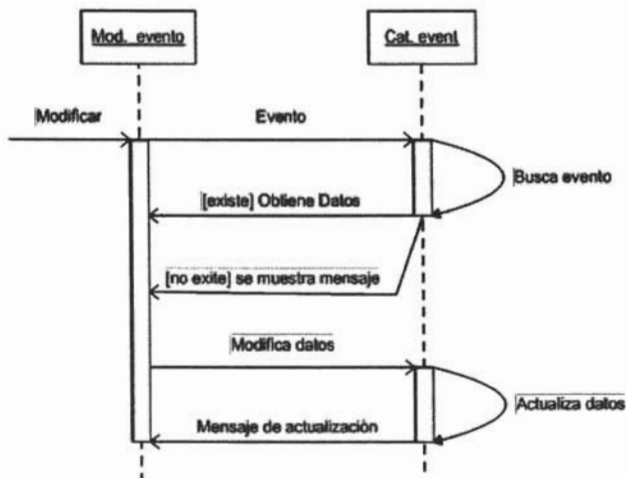 Mod. evento
Cat. event
Modificar
Evento
Busca evento
[existe] Obliene Datos
[no exite] se muestra mensaje
Modifica datos
Actualiza datos
Mensaje de actualización